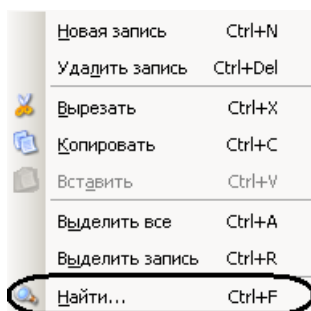 Новая запись Ctrl+N
Удалить запись Ctrl+Del
Вырезать Ctrl+X
Копировать Ctrl+C
Вставить Ctrl+V
Выделить все Ctrl+A
Выделить запись Ctrl+R
Найти... Ctrl+F